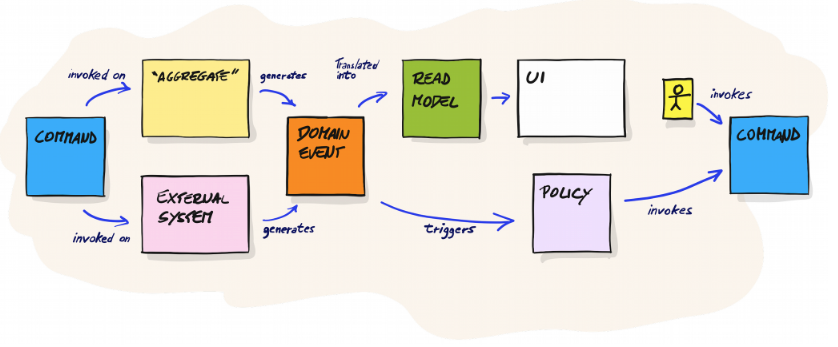 COMMAND
invoked on
"AGGREGATE"
generates
invoked on
EXTERNAL
SYSTEM
generates
DOMAIN
EVENT
Translated
into
READ
MODEL
UI
triggers
POLICY
invokes
invokes
COMMAND